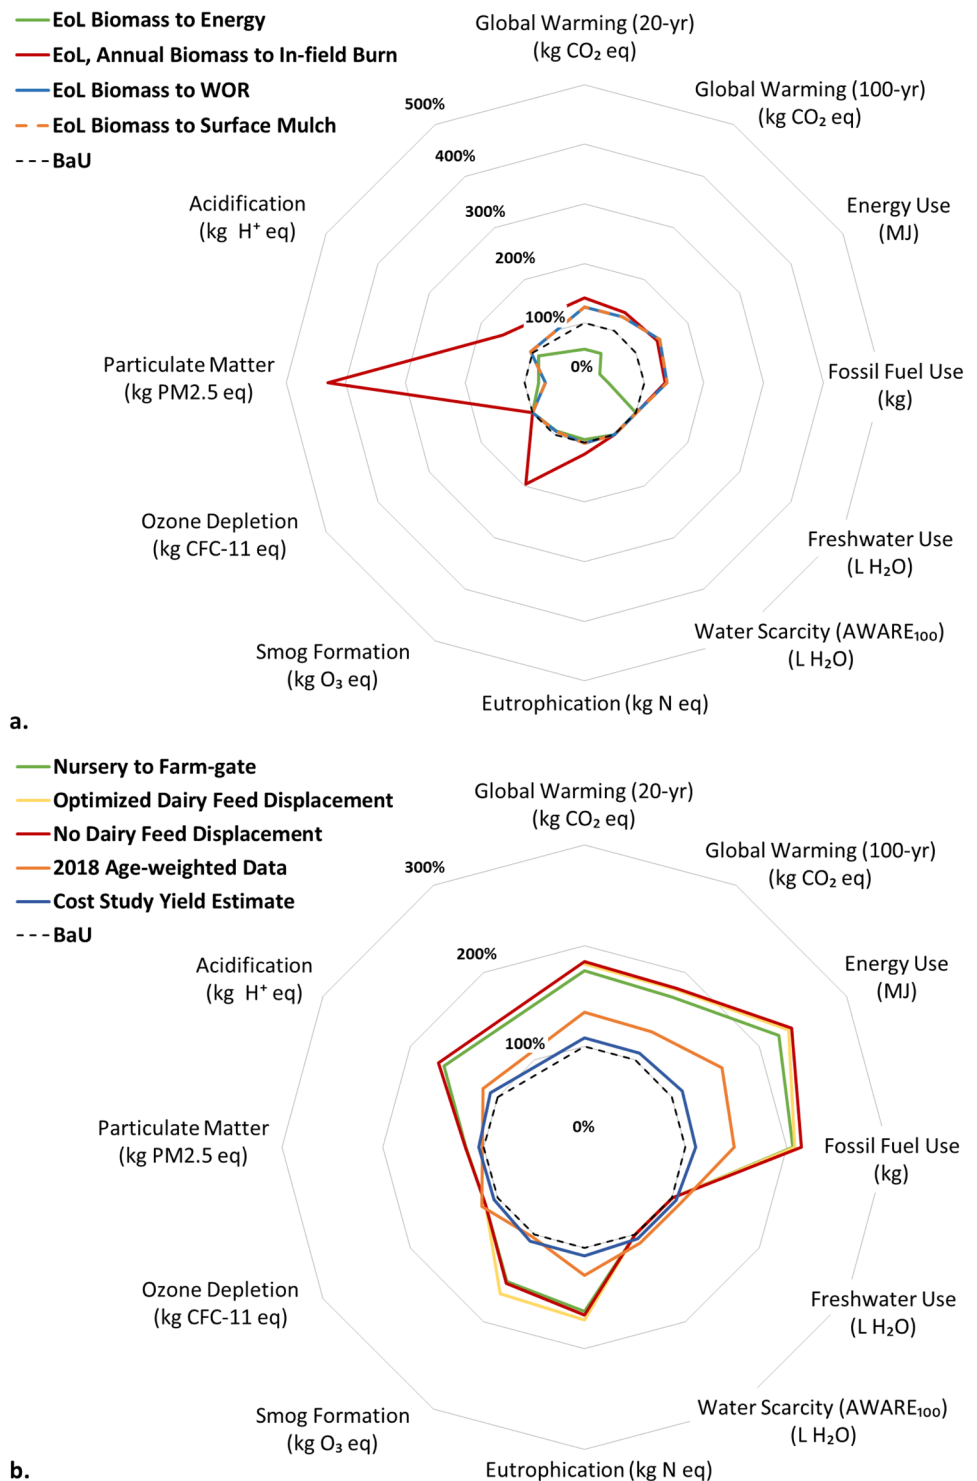 EoL Biomass to Energy
EoL, Annual Biomass to In-field Burn
EoL Biomass to WOR
EoL Biomass to Surface Mulch
BaU
Global Warming (20-yr)
(kg CO₂ eq)
Global Warming (100-yr)
(kg CO₂ eq)
Energy Use
(MJ)
Fossil Fuel Use
(kg)
Freshwater Use
(L H₂O)
Water Scarcity (AWARE₁₀₀)
(L H₂O)
Eutrophication (kg N eq)
Smog Formation
(kg O₃ eq)
Ozone Depletion
(kg CFC-11 eq)
Particulate Matter
(kg PM2.5 eq)
Acidification
(kg H⁺ eq)
500%
400%
300%
200%
100%
0%
a.
Nursery to Farm-gate
Optimized Dairy Feed Displacement
No Dairy Feed Displacement
2018 Age-weighted Data
Cost Study Yield Estimate
BaU
Global Warming (20-yr)
(kg CO₂ eq)
Global Warming (100-yr)
(kg CO₂ eq)
Energy Use
(MJ)
Fossil Fuel Use
(kg)
Freshwater Use
(L H₂O)
Water Scarcity (AWARE₁₀₀)
(L H₂O)
Eutrophication (kg N eq)
Smog Formation
(kg O₃ eq)
Ozone Depletion
(kg CFC-11 eq)
Particulate Matter
(kg PM2.5 eq)
Acidification
(kg H⁺ eq)
300%
200%
100%
0%
b.